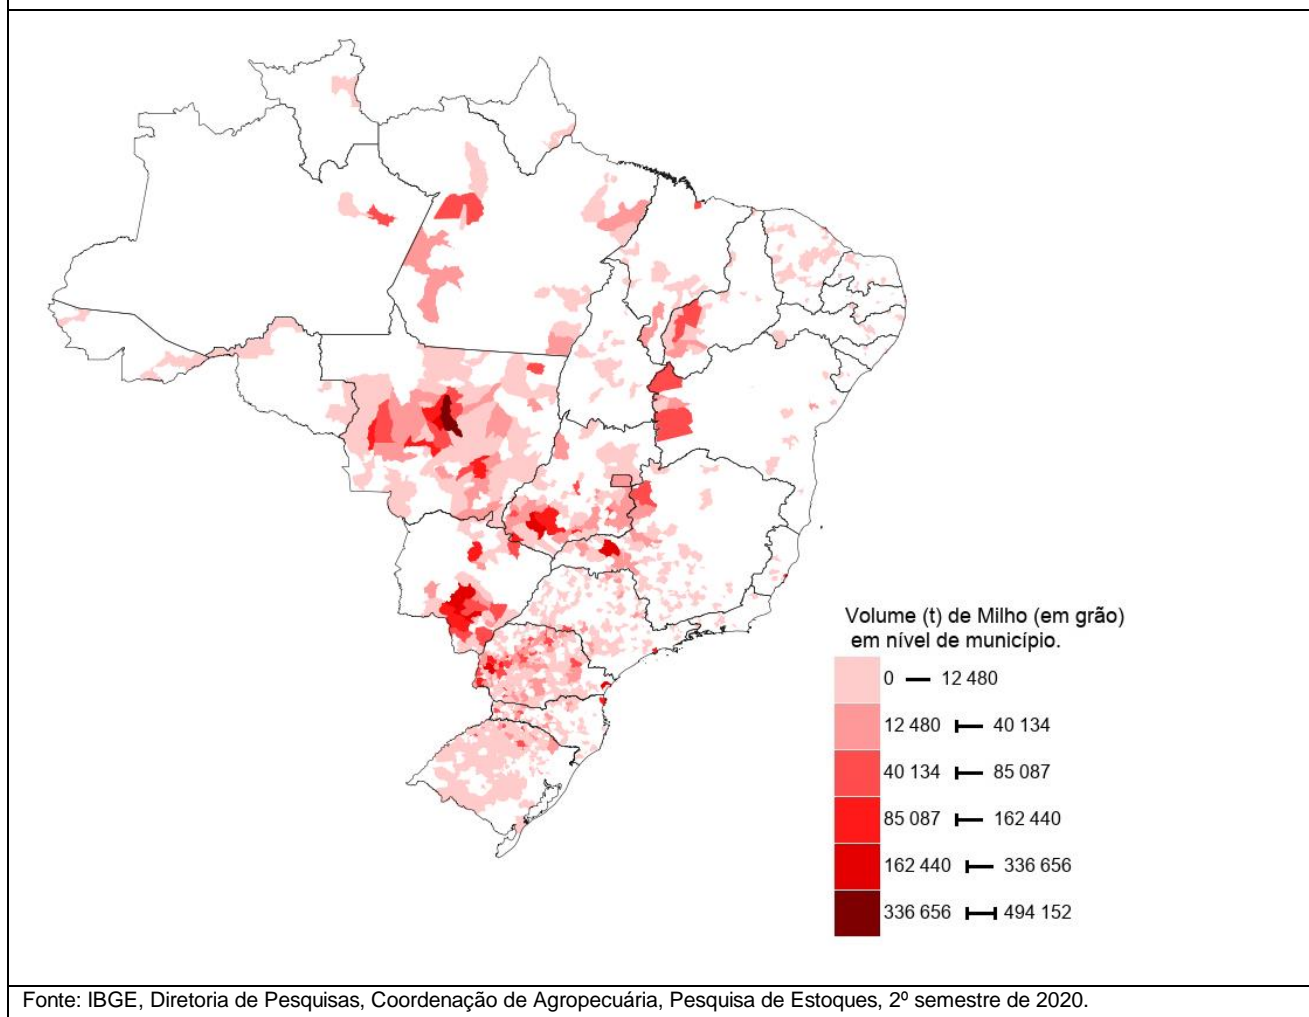 Volume (t) de Milho (em grão)
em nível de município.
0 — 12 480
12 480 — 40 134
40 134 — 85 087
85 087 — 162 440
162 440 — 336 656
336 656 — 494 152
Fonte: IBGE, Diretoria de Pesquisas, Coordenação de Agropecuária, Pesquisa de Estoques, 2º semestre de 2020.